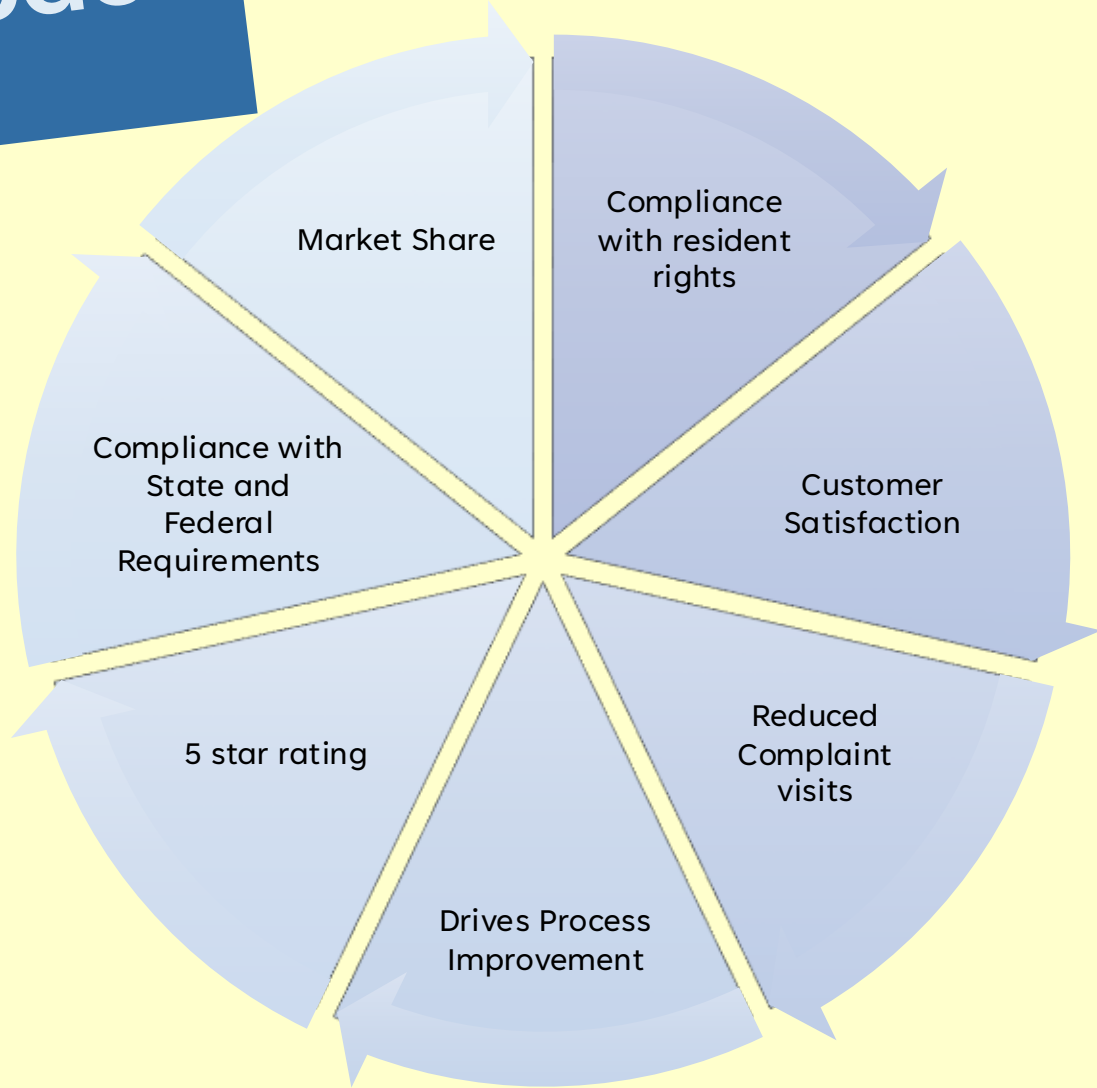 Compliance
with resident
rights
Customer
Satisfaction
Reduced
Complaint
visits
Drives Process
Improvement
5 star rating
Compliance with
State and
Federal
Requirements
Market Share